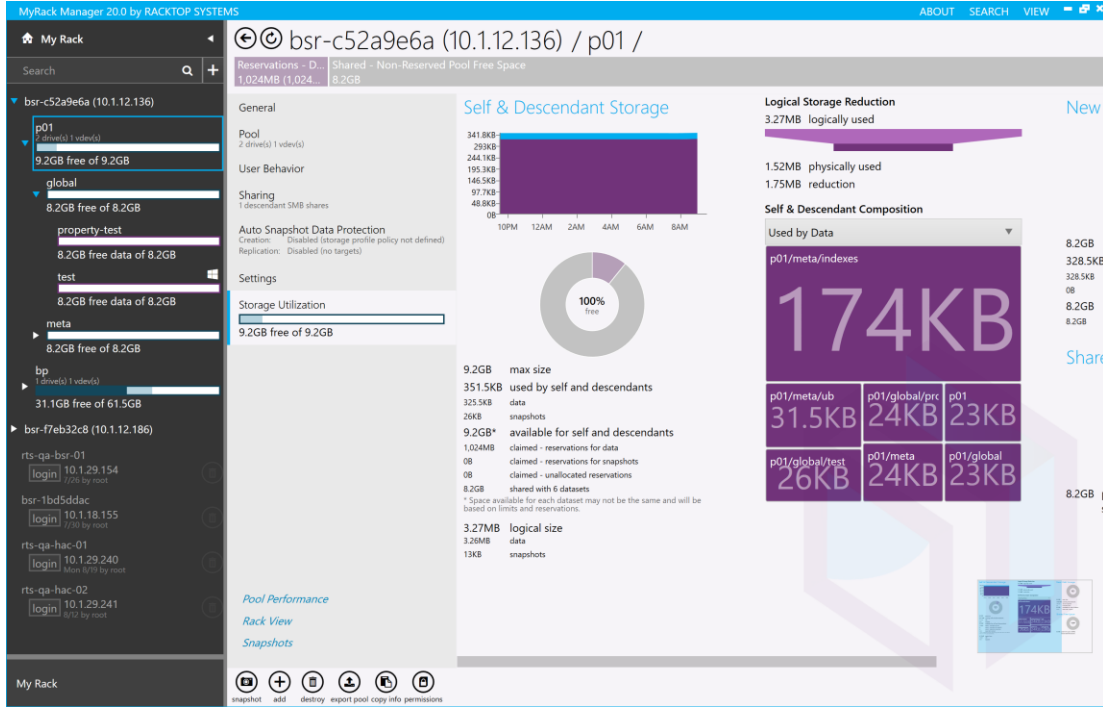 MyRack Manager 20.0 by RACKTOP SYSTEMS
ABOUT SEARCH VIEW
My Rack
Search
bsr-c52a9e6a (10.1.12.136)
p01
2 drive(s) 1 vdev(s)
9.2GB free of 9.2GB
global
8.2GB free of 8.2GB
property-test
8.2GB free data of 8.2GB
test
8.2GB free data of 8.2GB
meta
8.2GB free of 8.2GB
bp
1 drive(s) 1 vdev(s)
31.1GB free of 61.5GB
bsr-f7eb32c8 (10.1.12.186)
rts-qa-bsr-01
login 10.1.29.154
7/26 by root
bsr-1bd5ddac
login 10.1.18.155
7/30 by root
rts-qa-hac-01
login 10.1.29.240
Mon 8/19 by root
rts-qa-hac-02
login 10.1.29.241
8/12 by root
My Rack
bsr-c52a9e6a (10.1.12.136) / p01 /
Reservations - D...
1,024MB (1,024...
Shared - Non-Reserved Pool Free Space
8.2GB
General
Pool
2 drive(s) 1 vdev(s)
User Behavior
Sharing
1 descendant SMB shares
Auto Snapshot Data Protection
Creation: Disabled (storage profile policy not defined)
Replication: Disabled (no targets)
Settings
Storage Utilization
9.2GB free of 9.2GB
Pool Performance
Rack View
Snapshots
snapshot add destroy export pool copy info permissions
Self & Descendant Storage
341.8KB
293KB
244.1KB
195.3KB
146.5KB
97.7KB
48.8KB
0B
10PM 12AM 2AM 4AM 6AM 8AM
100%
free
9.2GB max size
351.5KB used by self and descendants
325.5KB data
26KB snapshots
9.2GB* available for self and descendants
1,024MB claimed - reservations for data
0B claimed - reservations for snapshots
0B claimed - unallocated reservations
8.2GB shared with 6 datasets
* Space available for each dataset may not be the same and will be
based on limits and reservations.
3.27MB logical size
3.26MB data
13KB snapshots
Logical Storage Reduction
3.27MB logically used
1.52MB physically used
1.75MB reduction
Self & Descendant Composition
Used by Data
p01/meta/indexes
174KB
p01/meta/ub
31.5KB
p01/global/prc
24KB
p01
23KB
p01/global/test
26KB
p01/meta
24KB
p01/global
23KB
New
8.2GB
328.5KB
328.5KB
0B
8.2GB
8.2GB
Share
8.2GB
174KB